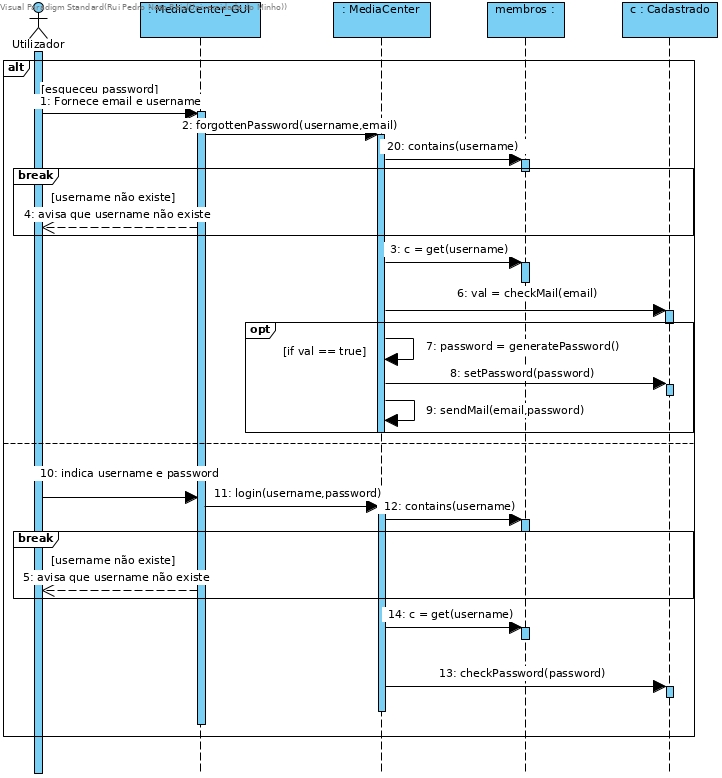 Visual Paradigm Standard(Rui Pedro
: MediaCenter_GUI
: MediaCenter
membros :
c : Cadastrado
Utilizador
alt
[esqueceu password]
1: Fornece email e username
2: forgottenPassword(username,email)
20: contains(username)
break
[username não existe]
4: avisa que username não existe
3: c = get(username)
6: val = checkMail(email)
opt
[if val == true]
7: password = generatePassword()
8: setPassword(password)
9: sendMail(email,password)
10: indica username e password
11: login(username,password)
12: contains(username)
break
[username não existe]
5: avisa que username não existe
14: c = get(username)
13: checkPassword(password)